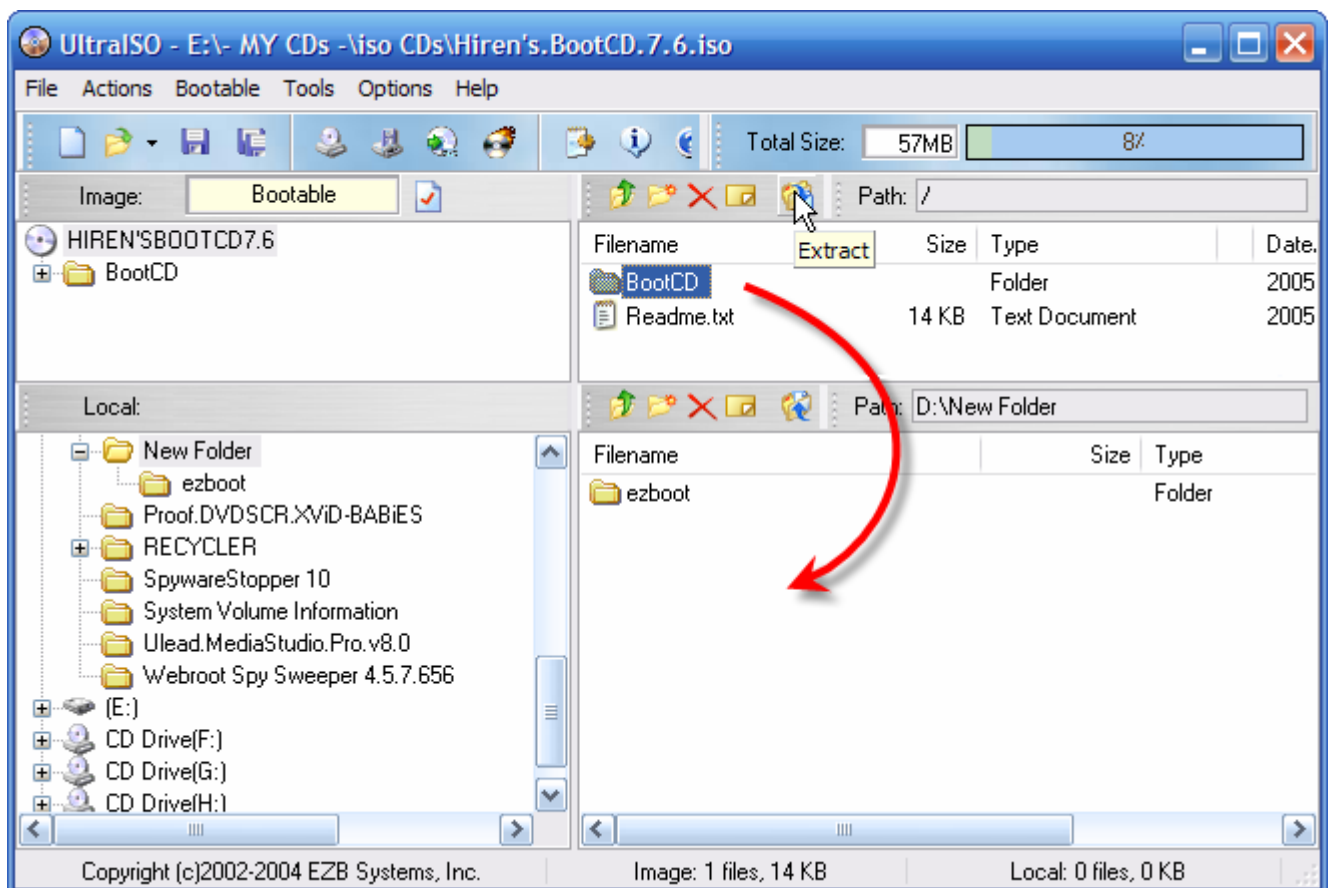 UltraISO - E:\- MY CDs -\iso CDs\Hiren's.BootCD.7.6.iso
File Actions Bootable Tools Options Help
Total Size: 57MB 8%
Image: Bootable
Path: /
HIREN'SBOOTCD7.6
BootCD
Filename Size Type Date.
Extract
BootCD Folder 2005
Readme.txt 14 KB Text Document 2005
Local:
Path: D:\New Folder
New Folder
ezboot
Proof.DVDSCR.XViD-BABiES
RECYCLER
SpywareStopper 10
System Volume Information
Ulead.MediaStudio.Pro.v8.0
Webroot Spy Sweeper 4.5.7.656
(E:)
CD Drive(F:)
CD Drive(G:)
CD Drive(H:)
Filename Size Type
ezboot Folder
Copyright (c)2002-2004 EZB Systems, Inc. Image: 1 files, 14 KB Local: 0 files, 0 KB